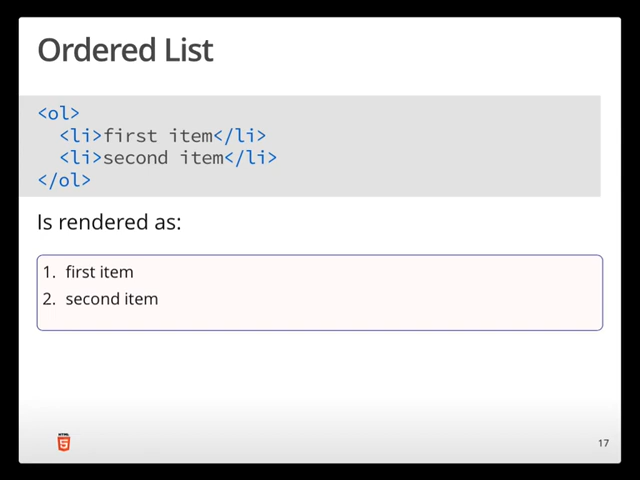 Ordered List
<ol>
  <li>first item</li>
  <li>second item</li>
</ol>
Is rendered as:
1. first item
2. second item
HTML
5
17